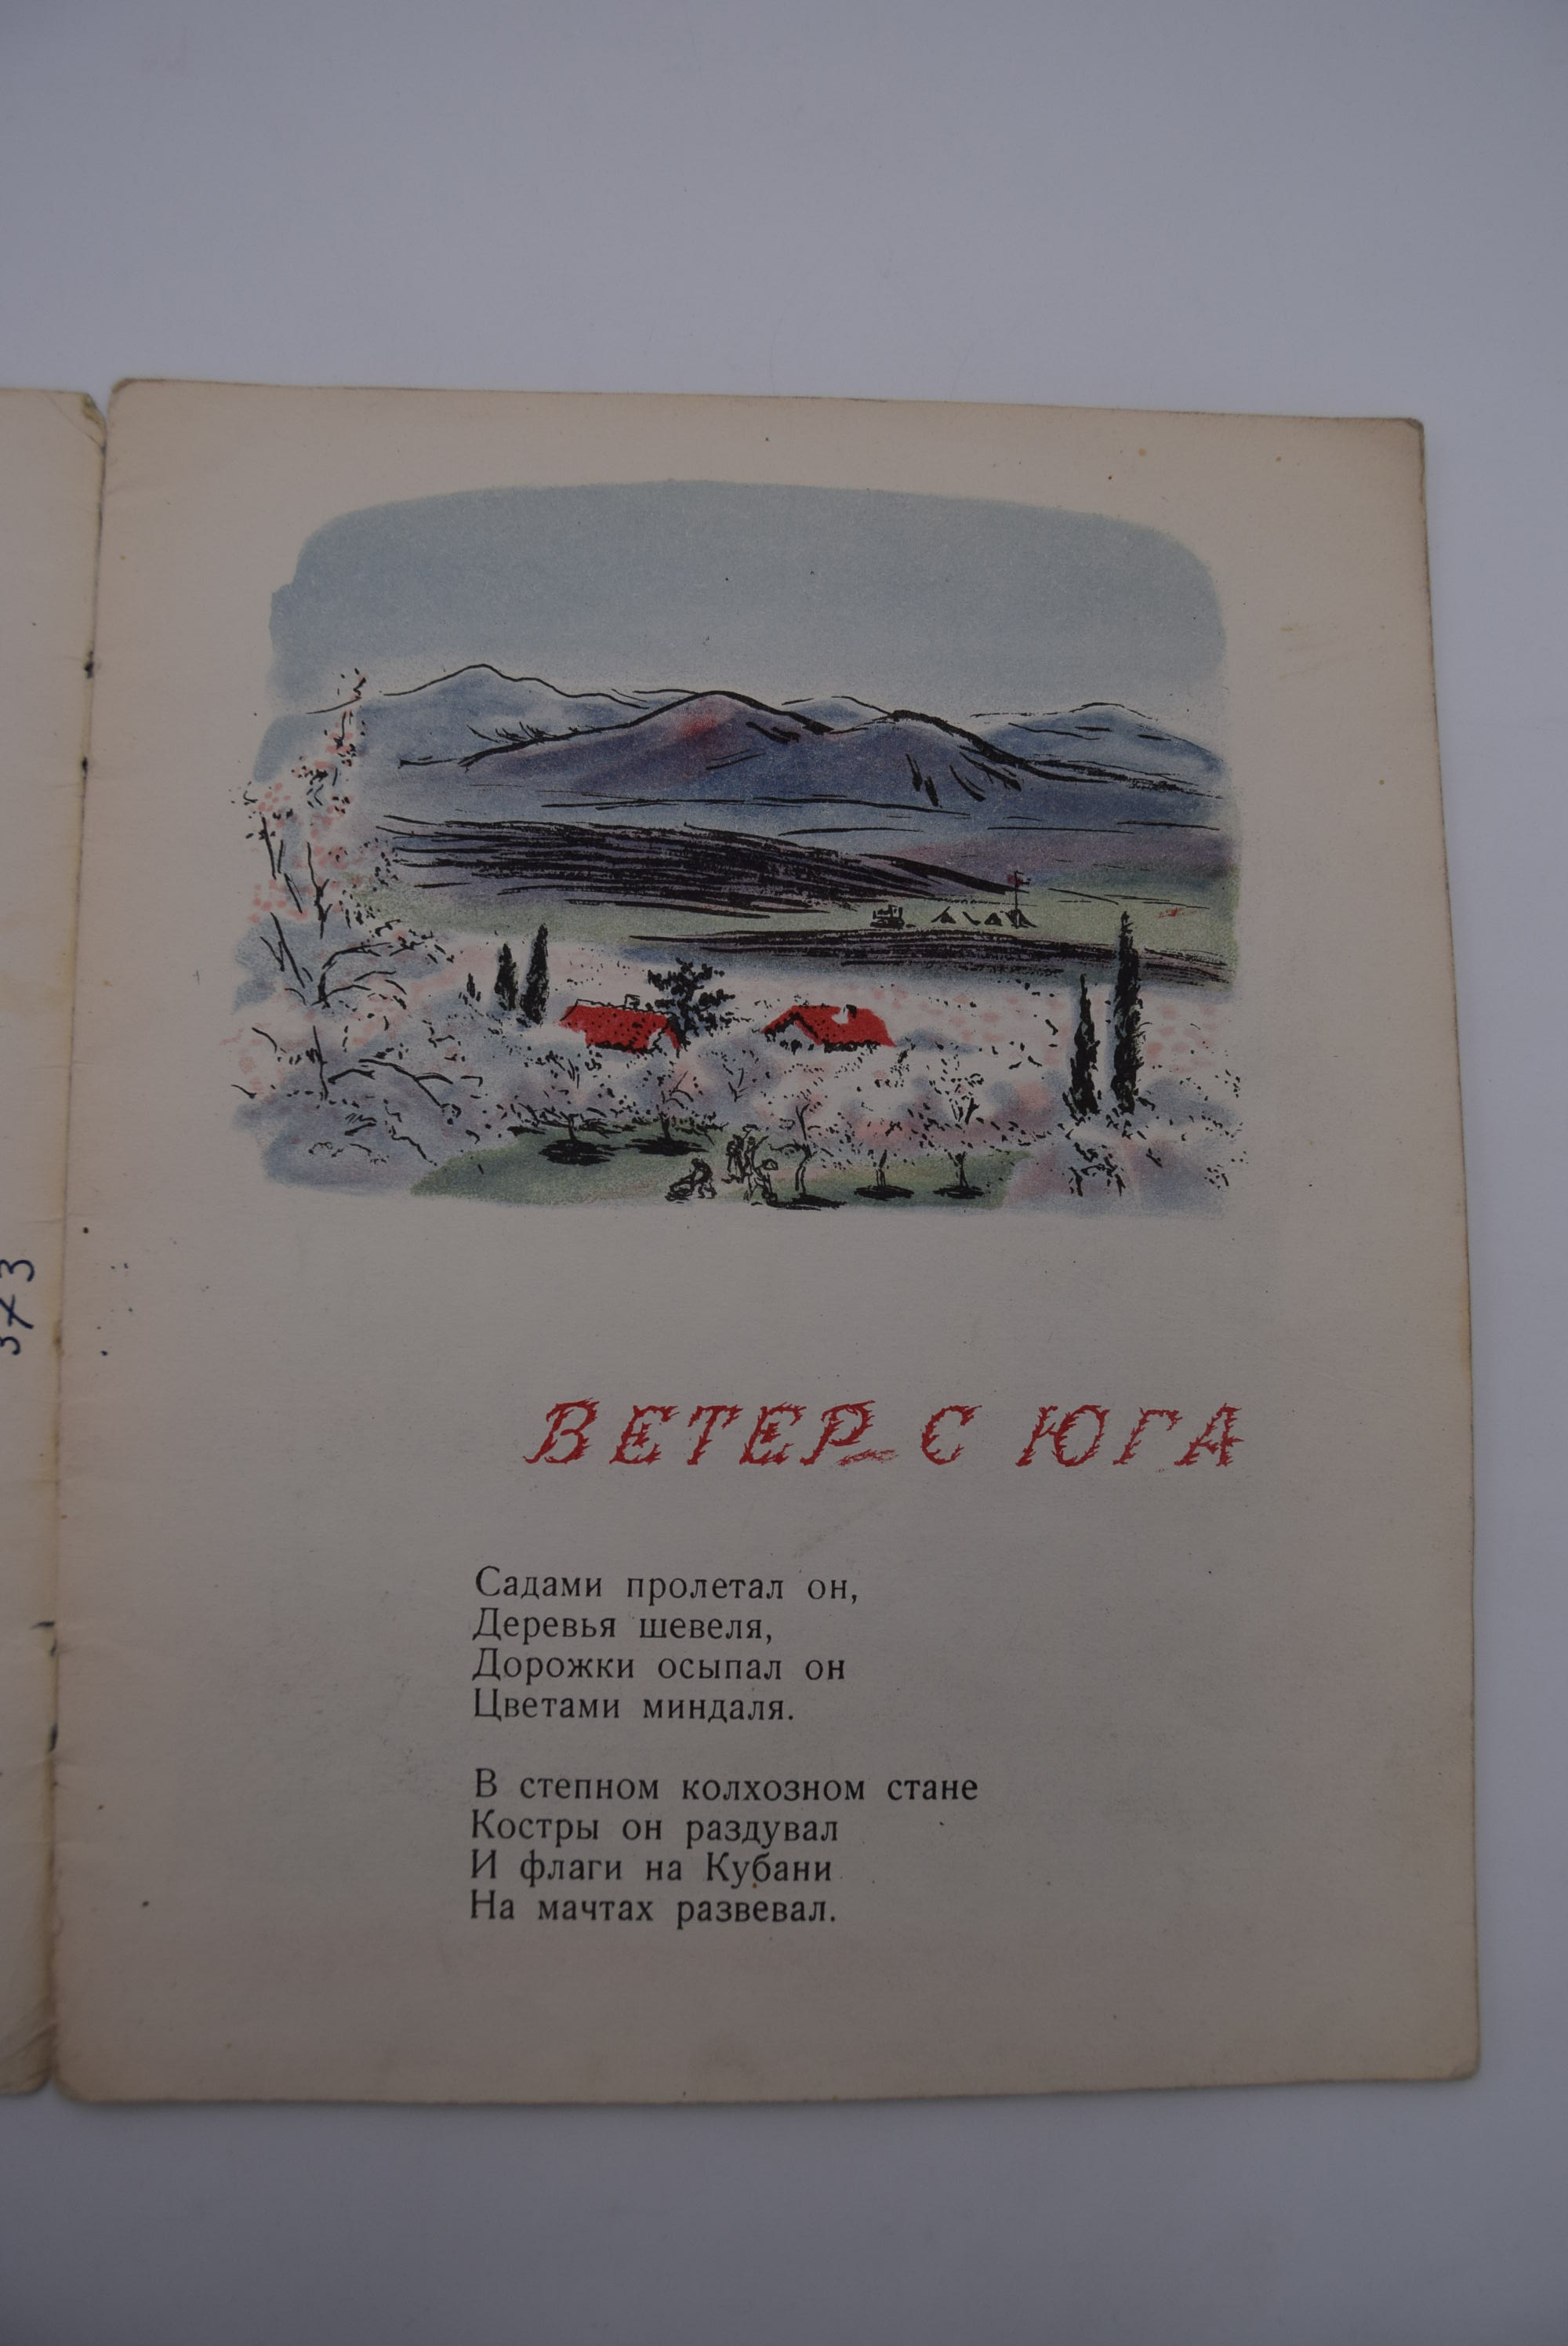 ВЕТЕР С ЮГА
Садами пролетал он,
Деревья шевеля,
Дорожки осыпал он
Цветами миндаля.
В степном колхозном стане
Костры он раздувал
И флаги на Кубани
На мачтах развевал.